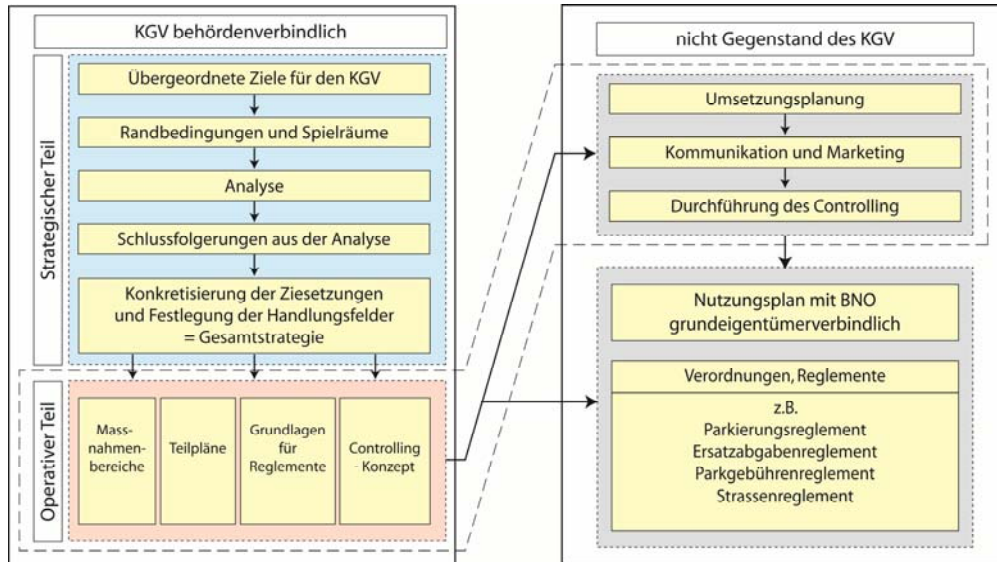 KGV behördenverbindlich
Strategischer Teil
Übergeordnete Ziele für den KGV
Randbedingungen und Spielräume
Analyse
Schlussfolgerungen aus der Analyse
Konkretisierung der Ziesetzungen
und Festlegung der Handlungsfelder
= Gesamtstrategie
Operativer Teil
Mass-
nahmen-
bereiche
Teilpläne
Grundlagen
für
Reglemente
Controlling
- Konzept
nicht Gegenstand des KGV
Umsetzungsplanung
Kommunikation und Marketing
Durchführung des Controlling
Nutzungsplan mit BNO
grundeigentümerverbindlich
Verordnungen, Reglemente
z.B.
Parkierungsreglement
Ersatzabgabenreglement
Parkgebührenreglement
Strassenreglement